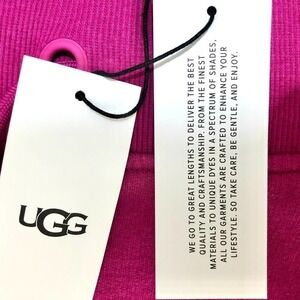 UGG
WE GO TO GREAT LENGTHS TO DELIVER THE BEST
QUALITY AND CRAFTSMANSHIP. FROM THE FINEST
MATERIALS TO UNIQUE DYES IN A SPECTRUM OF SHADES,
ALL OUR GARMENTS ARE CRAFTED TO ENHANCE YOUR
LIFESTYLE. SO TAKE CARE, BE GENTLE, AND ENJOY.